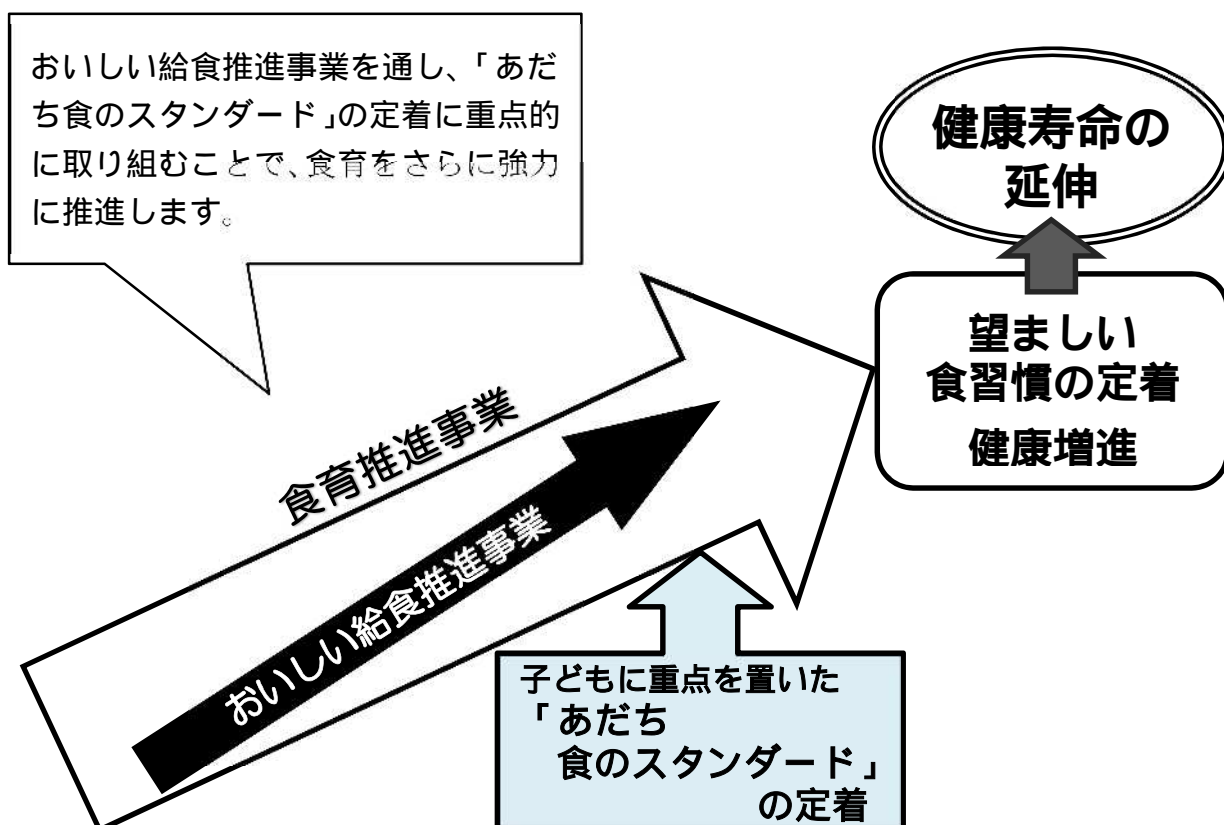 おいしい給食推進事業を通し、「あだ
ち食のスタンダード」の定着に重点的
に取り組むことで、食育をさらに強力
に推進します。
健康寿命の
延伸
望ましい
食習慣の定着
健康増進
食育推進事業
おいしい給食推進事業
子どもに重点を置いた
「あだち
食のスタンダード」
の定着